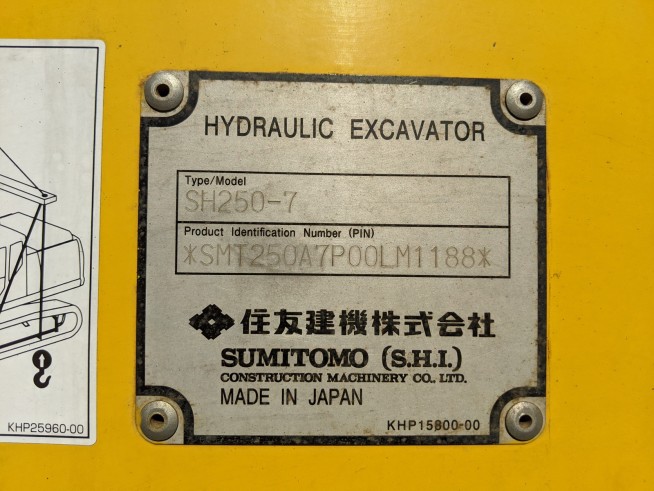 HYDRAULIC EXCAVATOR
Type/Model
SH250-7
Product Identification Number (PIN)
*SMT250A7P00LM1188*
住友建機株式会社
SUMITOMO (S.H.I.)
CONSTRUCTION MACHINERY CO., LTD.
MADE IN JAPAN
KHP15800-00
KHP25960-00